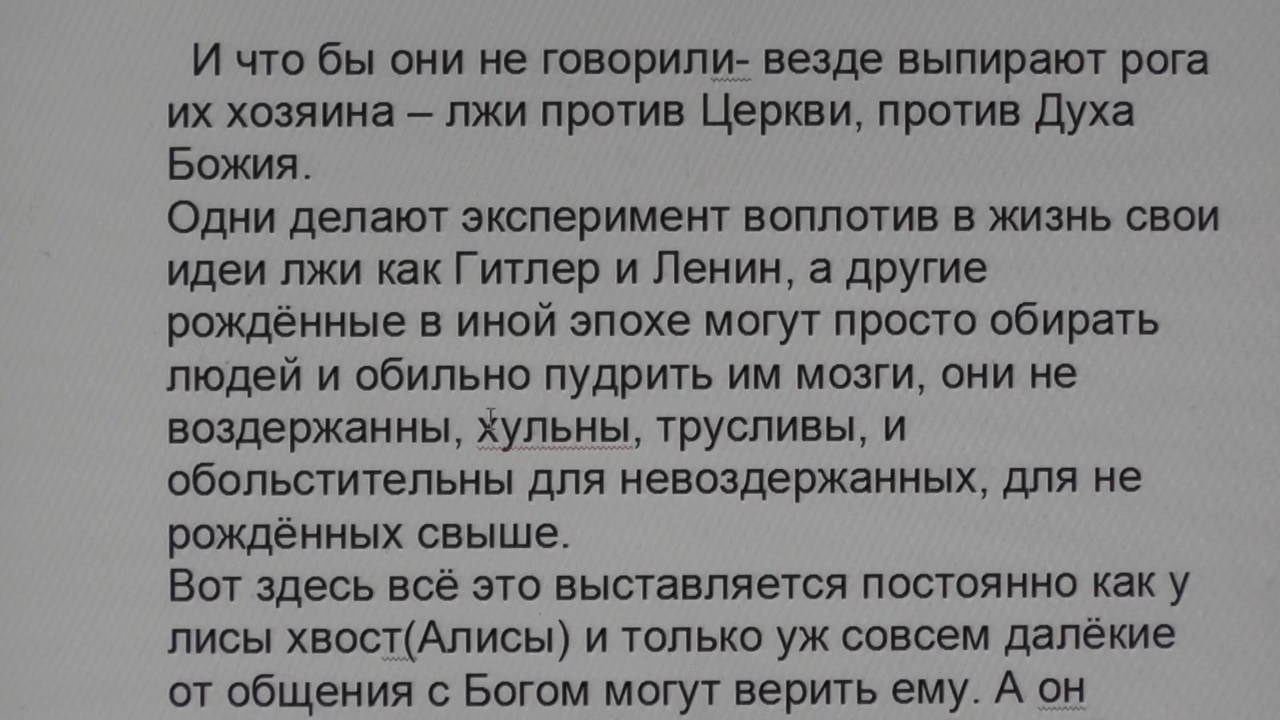 И что бы они не говорили- везде выпирают рога
их хозяина – лжи против Церкви, против Духа
Божия.
Одни делают эксперимент воплотив в жизнь свои
идеи лжи как Гитлер и Ленин, а другие
рождённые в иной эпохе могут просто обирать
людей и обильно пудрить им мозги, они не
воздержанны, хульны, трусливы, и
обольстительны для невоздержанных, для не
рождённых свыше.
Вот здесь всё это выставляется постоянно как у
лисы хвост(Алисы) и только уж совсем далёкие
от общения с Богом могут верить ему. А он